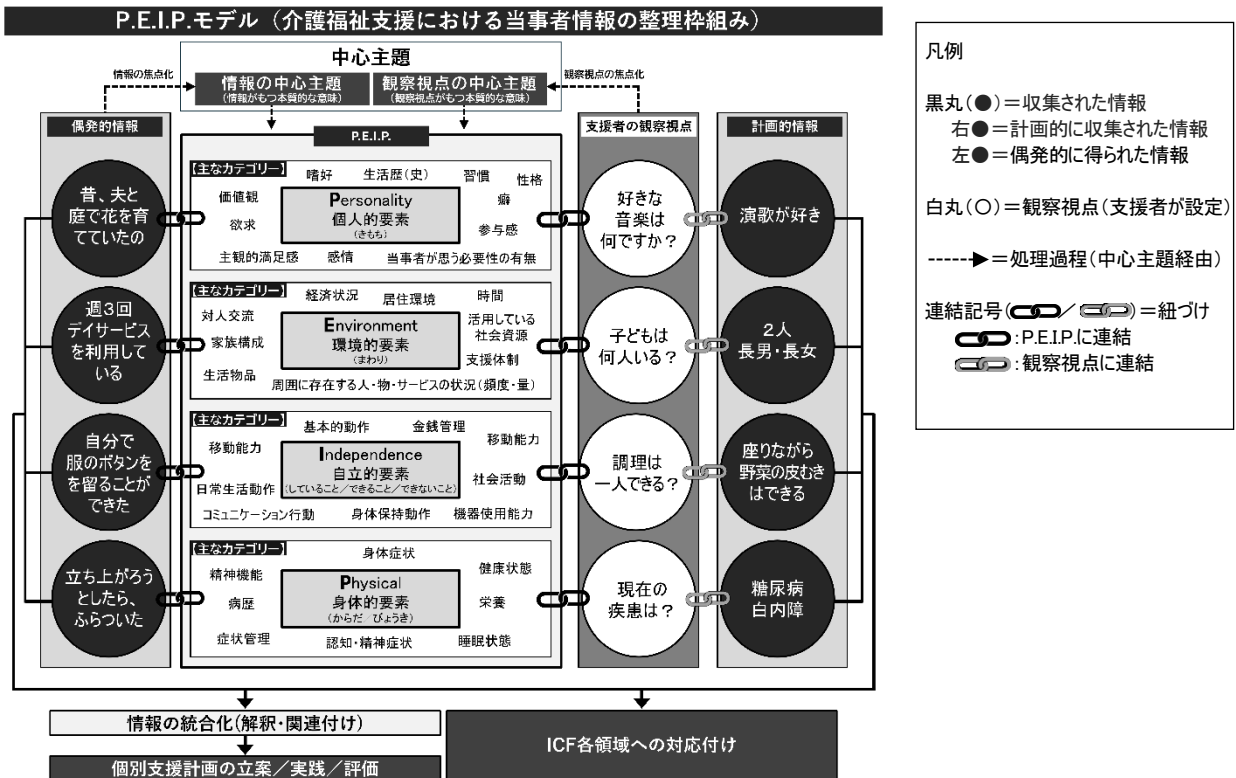 P.E.I.P.モデル（介護福祉支援における当事者情報の整理枠組み）
中心主題
情報の焦点化
情報の中心主題
(情報がもつ本質的な意味)
観察視点の中心主題
(観察視点がもつ本質的な意味)
観察視点の焦点化
偶発的情報
P.E.I.P.
支援者の観察視点
計画的情報
昔、夫と
庭で花を育
てていたの
【主なカテゴリー】
嗜好
生活歴(史)
習慣
性格
価値観
癖
欲求
Personality
個人的要素
(きもち)
参与感
主観的満足感
感情
当事者が思う必要性の有無
好きな
音楽は
何ですか？
演歌が好き
週３回
デイサービス
を利用して
いる
【主なカテゴリー】
経済状況
居住環境
時間
対人交流
活用している
社会資源
家族構成
Environment
環境的要素
(まわり)
支援体制
生活物品
周囲に存在する人・物・サービスの状況(頻度・量)
子どもは
何人いる？
２人
長男・長女
自分で
服のボタンを
を留ることが
できた
【主なカテゴリー】
基本的動作
金銭管理
移動能力
移動能力
Independence
自立的要素
(していること／できること／できないこと)
日常生活動作
社会活動
コミュニケーション行動
身体保持動作
機器使用能力
調理は
一人できる？
座りながら
野菜の皮むき
はできる
立ち上がろう
としたら、
ふらついた
【主なカテゴリー】
身体症状
精神機能
健康状態
病歴
Physical
身体的要素
(からだ／びょうき)
栄養
症状管理
認知・精神症状
睡眠状態
現在の
疾患は？
糖尿病
白内障
情報の統合化(解釈・関連付け)
個別支援計画の立案／実践／評価
ICF各領域への対応付け
凡例
黒丸(●)＝収集された情報
右●＝計画的に収集された情報
左●＝偶発的に得られた情報
白丸(○)＝観察視点(支援者が設定)
＝処理過程(中心主題経由)
連結記号(／)＝紐づけ
：P.E.I.P.に連結
：観察視点に連結